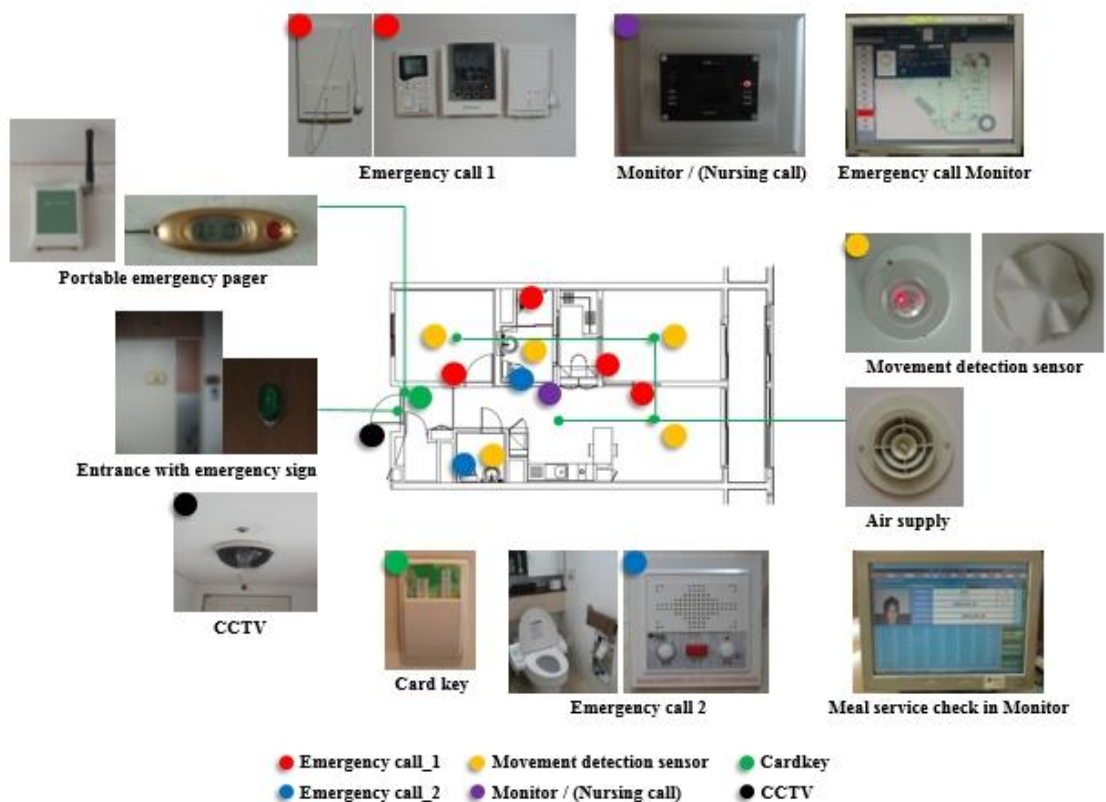 Emergency call 1
Monitor / (Nursing call)
Emergency call Monitor
Portable emergency pager
Movement detection sensor
Entrance with emergency sign
Air supply
CCTV
Card key
Emergency call 2
Meal service check in Monitor
Emergency call_1
Movement detection sensor
Cardkey
Emergency call_2
Monitor / (Nursing call)
CCTV